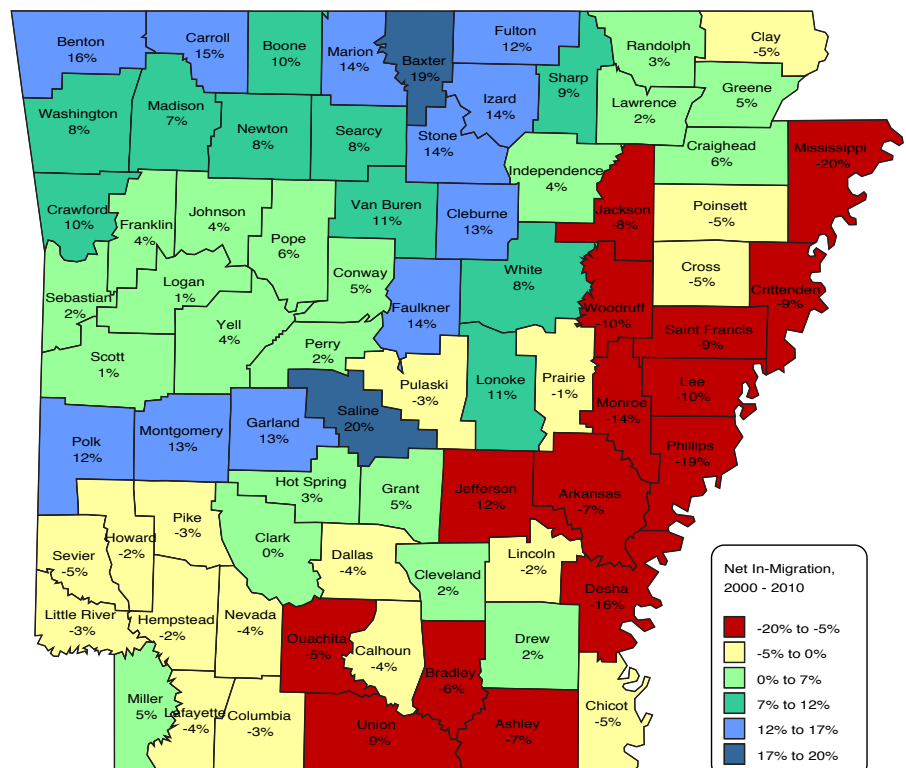 Benton
16%
Carroll
15%
Boone
10%
Marion
14%
Baxter
19%
Fulton
12%
Sharp
9%
Randolph
3%
Clay
-5%
Washington
8%
Madison
7%
Newton
8%
Searcy
8%
Stone
14%
Izard
14%
Lawrence
2%
Greene
5%
Craighead
6%
Mississippi
-20%
Crawford
10%
Franklin
4%
Johnson
4%
Pope
6%
Van Buren
11%
Cleburne
13%
Independence
4%
Jackson
-8%
Poinsett
-5%
Sebastian
2%
Logan
1%
Conway
5%
Faulkner
14%
White
8%
Woodruff
-10%
Cross
-5%
Crittenden
-9%
Saint Francis
-9%
Scott
1%
Yell
4%
Perry
2%
Saline
20%
Pulaski
-3%
Lonoke
11%
Prairie
-1%
Monroe
-14%
Lee
-10%
Phillips
-19%
Polk
12%
Montgomery
13%
Garland
13%
Hot Spring
3%
Grant
5%
Jefferson
-12%
Arkansas
-7%
Sevier
-5%
Howard
-2%
Pike
-3%
Clark
0%
Dallas
-4%
Cleveland
2%
Lincoln
-2%
Desha
-16%
Little River
-3%
Hempstead
-2%
Nevada
-4%
Ouachita
-5%
Calhoun
-4%
Bradley
-6%
Drew
2%
Chicot
-5%
Miller
5%
Lafayette
-4%
Columbia
-3%
Union
-9%
Ashley
-7%
Net In-Migration,
2000 - 2010
-20% to -5%
-5% to 0%
0% to 7%
7% to 12%
12% to 17%
17% to 20%